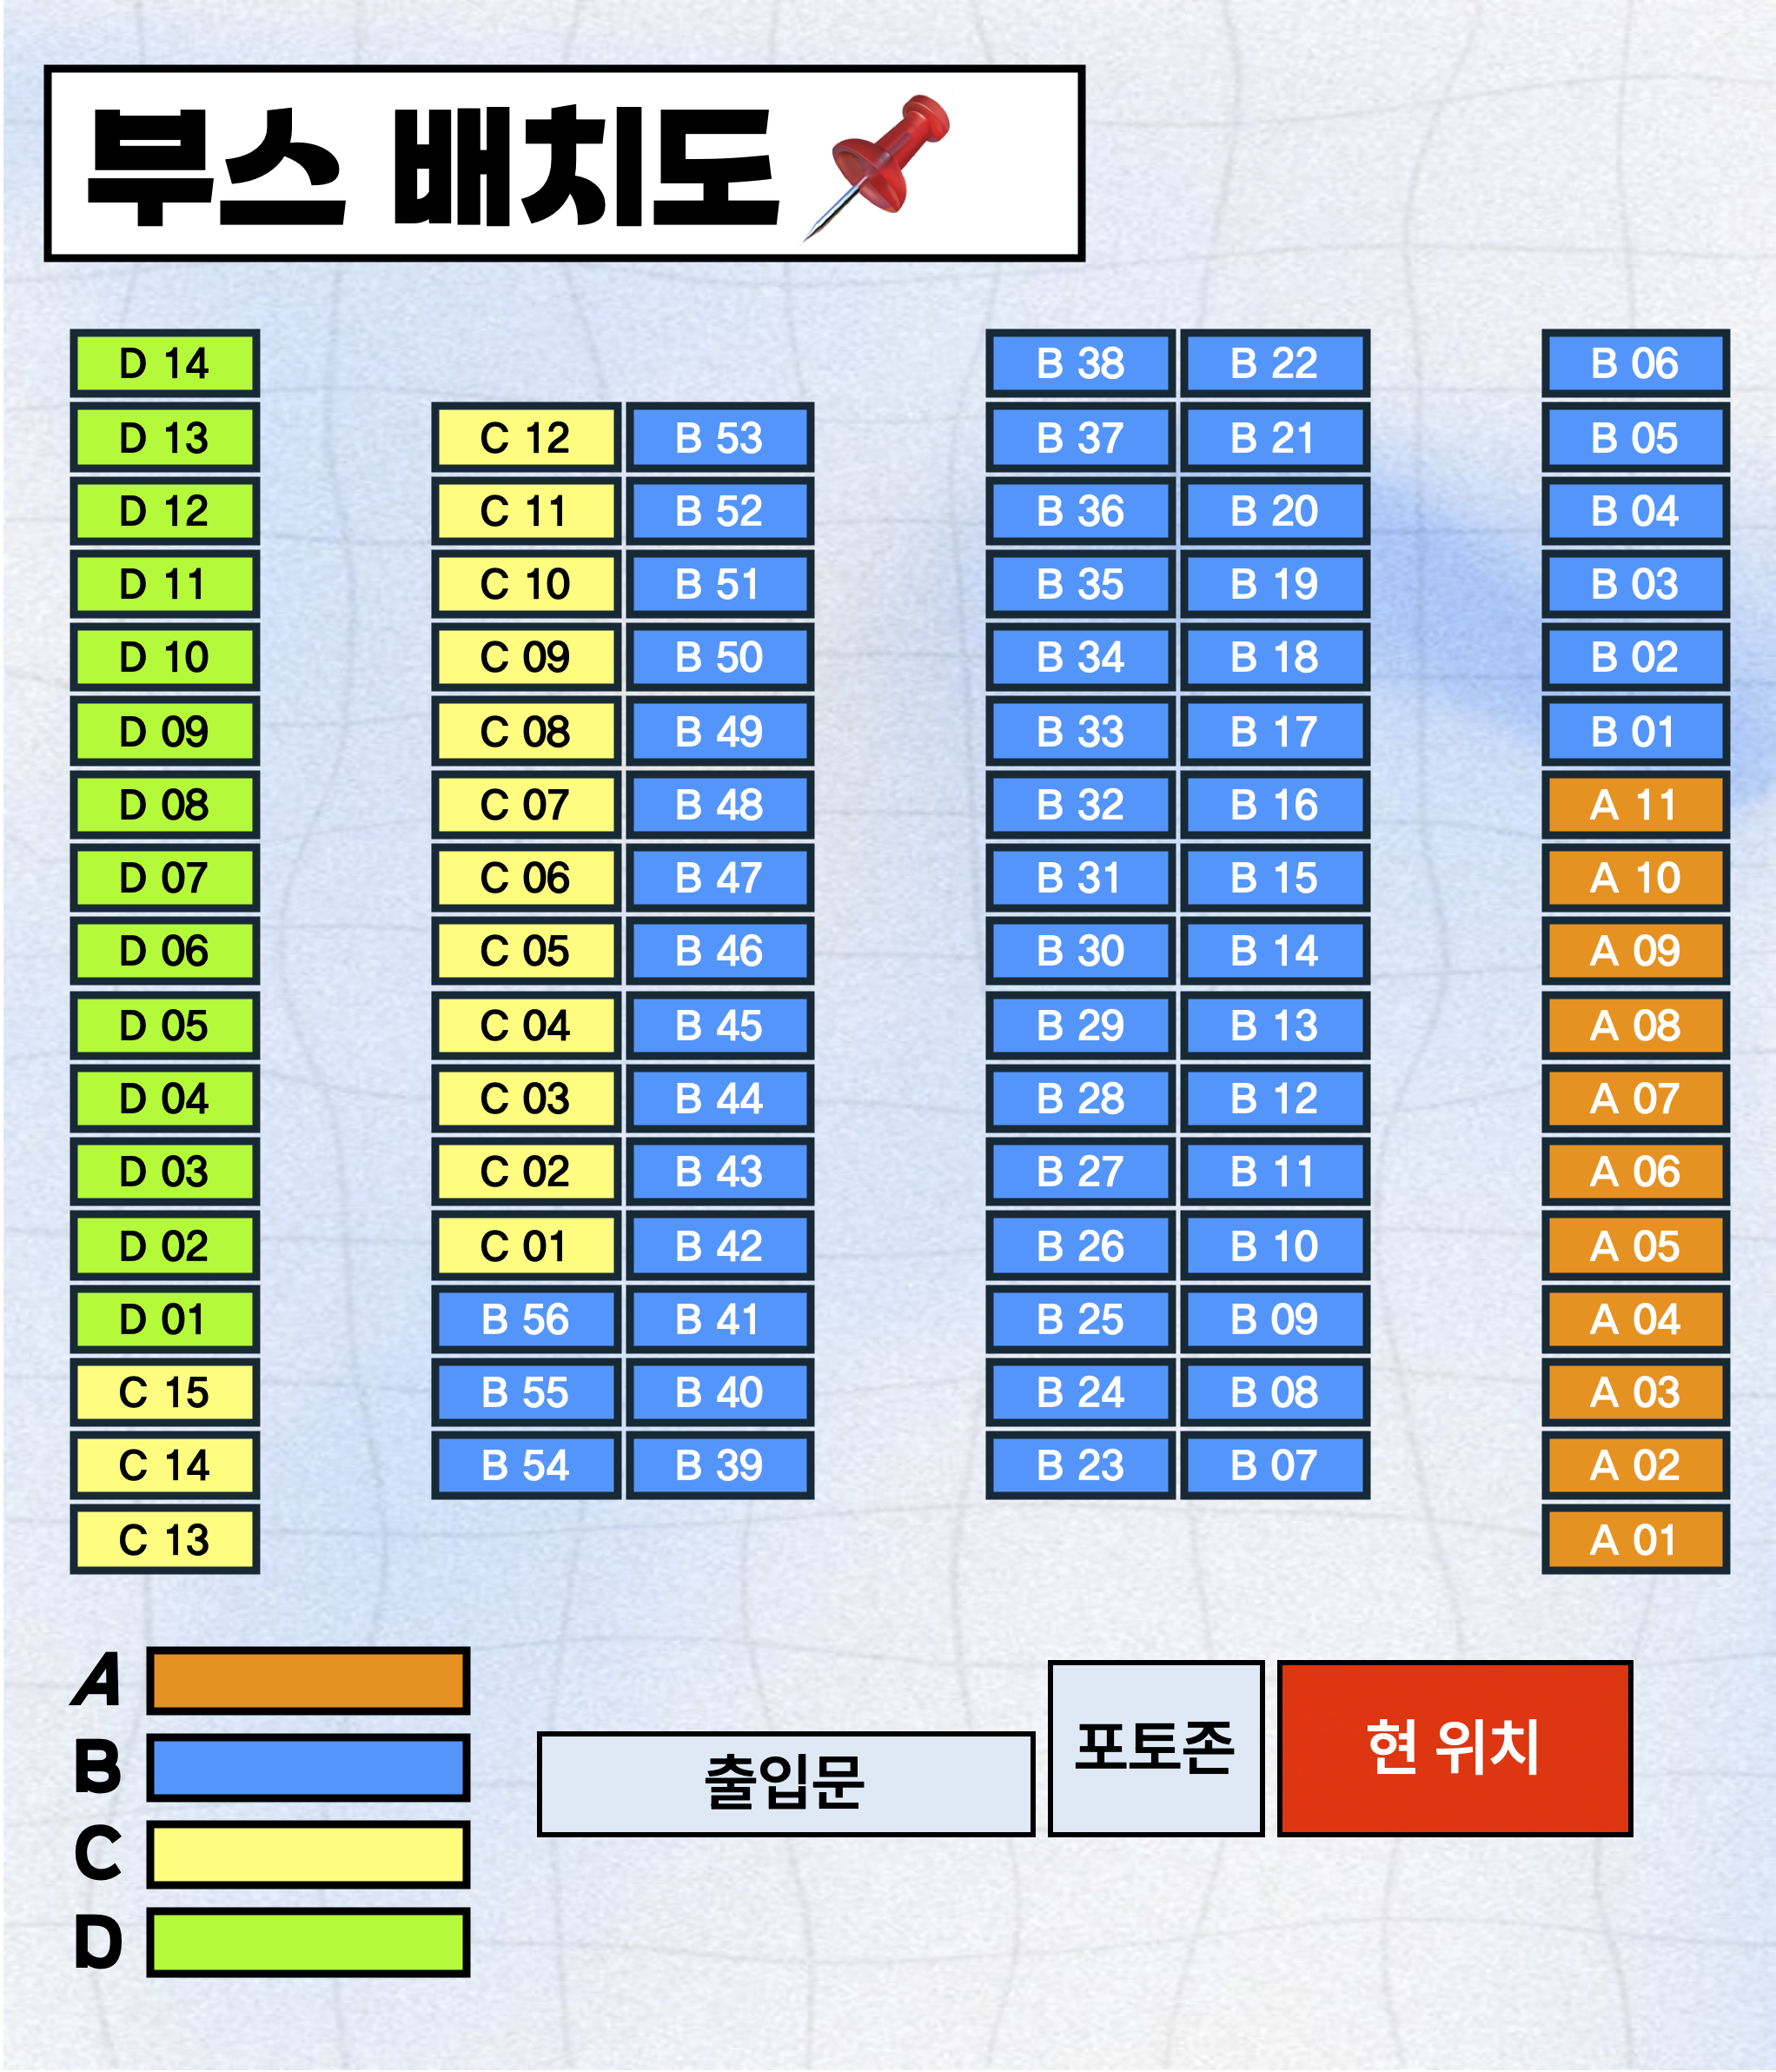 부스 배치도
D 14 B 38 B 22 B 06
D 13 C 12 B 53 B 37 B 21 B 05
D 12 C 11 B 52 B 36 B 20 B 04
D 11 C 10 B 51 B 35 B 19 B 03
D 10 C 09 B 50 B 34 B 18 B 02
D 09 C 08 B 49 B 33 B 17 B 01
D 08 C 07 B 48 B 32 B 16 A 11
D 07 C 06 B 47 B 31 B 15 A 10
D 06 C 05 B 46 B 30 B 14 A 09
D 05 C 04 B 45 B 29 B 13 A 08
D 04 C 03 B 44 B 28 B 12 A 07
D 03 C 02 B 43 B 27 B 11 A 06
D 02 C 01 B 42 B 26 B 10 A 05
D 01 B 56 B 41 B 25 B 09 A 04
C 15 B 55 B 40 B 24 B 08 A 03
C 14 B 54 B 39 B 23 B 07 A 02
C 13 A 01
A
B
C
D
출입문
포토존
현 위치